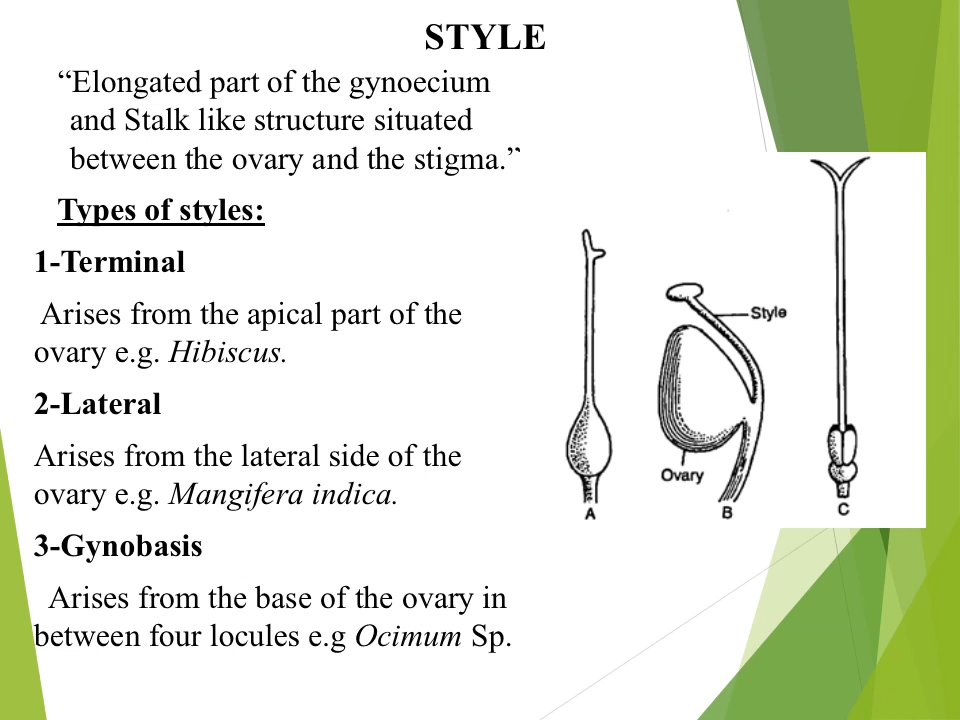 STYLE
“Elongated part of the gynoecium
and Stalk like structure situated
between the ovary and the stigma.”
Types of styles:
1-Terminal
Arises from the apical part of the
ovary e.g. Hibiscus.
2-Lateral
Arises from the lateral side of the
ovary e.g. Mangifera indica.
3-Gynobasis
Arises from the base of the ovary in
between four locules e.g Ocimum Sp.
Style
Ovary
A
B
C